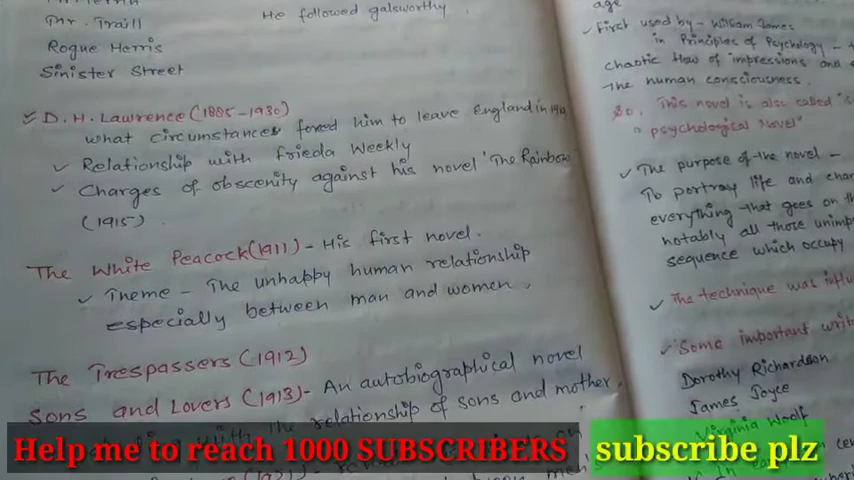 Mr. Traill
He followed galsworthy
Rogue Herris
Sinister Street
D. H. Lawrence (1885-1930)
what circumstances forced him to leave England in 1919
Relationship with Frieda Weekly
Charges of obscenity against his novel 'The Rainbow'
(1915)
The White Peacock (1911) - His first novel.
Theme - The unhappy human relationship
especially between man and women,
The Trespassers (1912)
Sons and Lovers (1913) - An autobiographical novel
the relationship of sons and mother.
age
First used by - William James
in Principles of Psychology -
chaotic flow of impressions and
the human consciousness.
So. This novel is also called
psychological Novel"
The purpose of the novel -
To portray life and
everything that goes on
notably all those
sequence which occupy
The technique was
Some important
Dorothy Richardson
James Joyce
Virginia Woolf
Help me to reach 1000 SUBSCRIBERS
subscribe plz